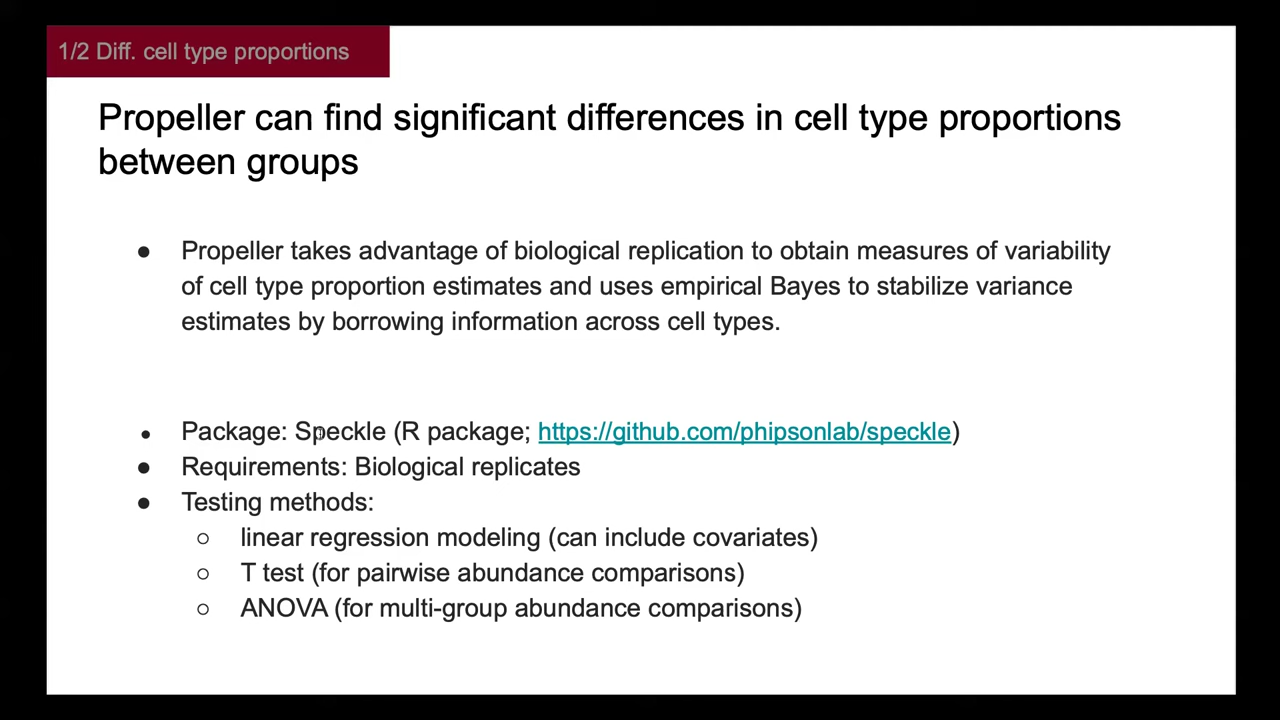 1/2 Diff. cell type proportions
Propeller can find significant differences in cell type proportions
between groups
● Propeller takes advantage of biological replication to obtain measures of variability
of cell type proportion estimates and uses empirical Bayes to stabilize variance
estimates by borrowing information across cell types.
● Package: Speckle (R package; https://github.com/phipsonlab/speckle)
● Requirements: Biological replicates
● Testing methods:
○ linear regression modeling (can include covariates)
○ T test (for pairwise abundance comparisons)
○ ANOVA (for multi-group abundance comparisons)